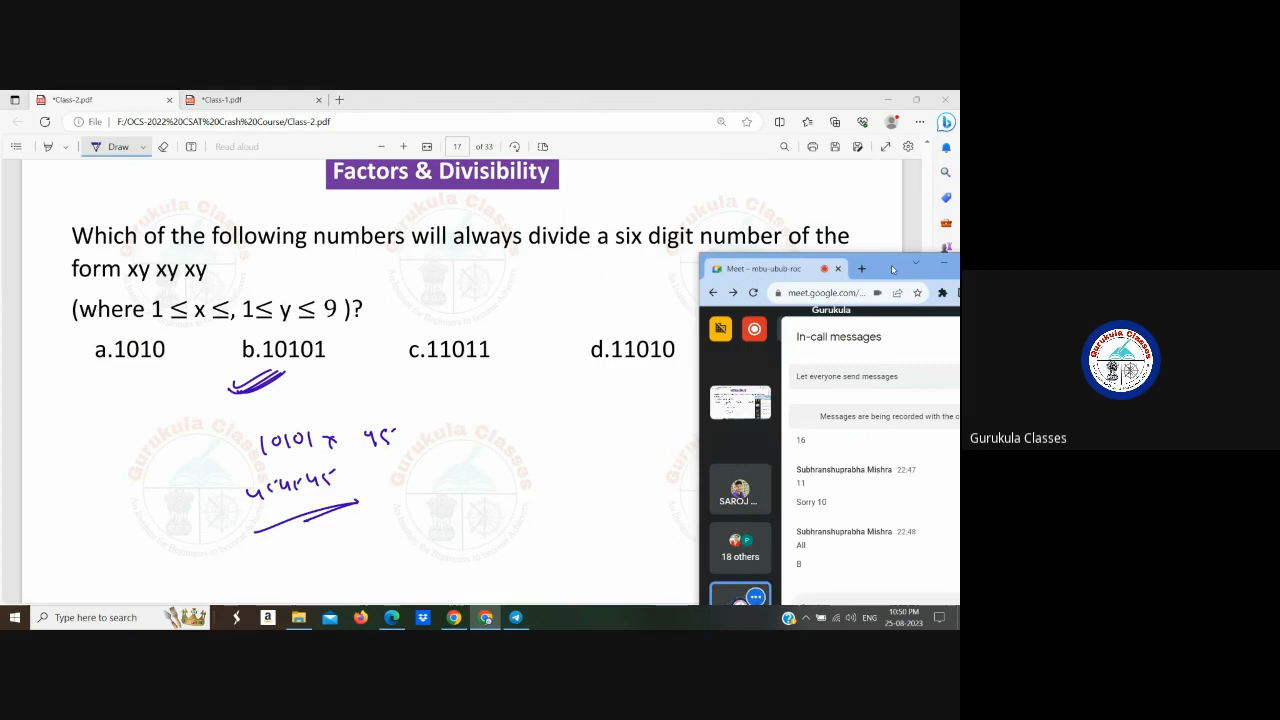 *Class-2.pdf
*Class-1.pdf
File
F:/OCS-2022%20CSAT%20Crash%20Course/Class-2.pdf
Draw
Read aloud
17
of 33
Factors & Divisibility
Which of the following numbers will always divide a six digit number of the
form xy xy xy
(where 1 ≤ x ≤, 1≤ y ≤ 9 )?
a.1010
b.10101
c.11011
d.11010
10101 x 45
454545
Gurukula Classes
Meet – mbu-ubub-roc
meet.google.com/...
Gurukula
In-call messages
Let everyone send messages
Messages are being recorded with the c
16
Subhranshuprabha Mishra 22:47
11
Sorry 10
Subhranshuprabha Mishra 22:48
All
B
SAROJ ...
18 others
Gurukula Classes
Type here to search
ENG
10:50 PM
25-08-2023